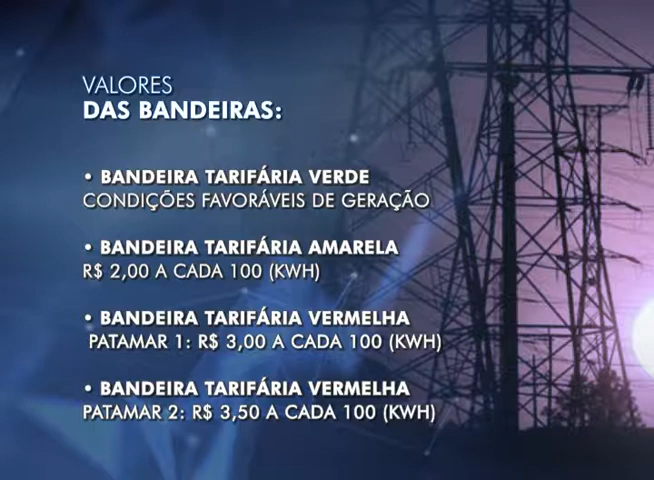 VALORES
DAS BANDEIRAS:
• BANDEIRA TARIFÁRIA VERDE
CONDIÇÕES FAVORÁVEIS DE GERAÇÃO
• BANDEIRA TARIFÁRIA AMARELA
R$ 2,00 A CADA 100 (KWH)
• BANDEIRA TARIFÁRIA VERMELHA
PATAMAR 1: R$ 3,00 A CADA 100 (KWH)
• BANDEIRA TARIFÁRIA VERMELHA
PATAMAR 2: R$ 3,50 A CADA 100 (KWH)